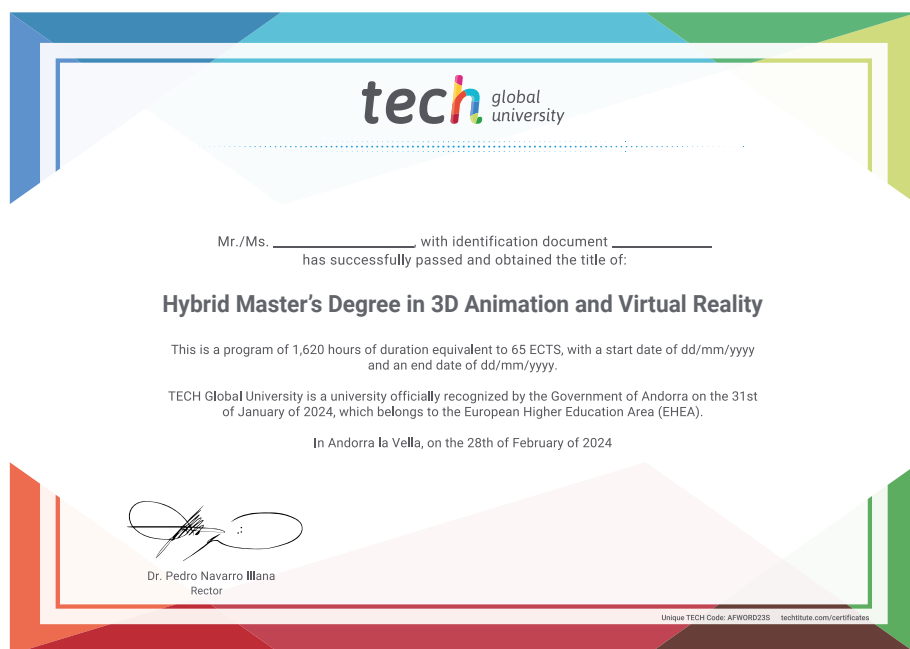 tech global
university
Mr./Ms. ____________, with identification document ________
has successfully passed and obtained the title of:
Hybrid Master's Degree in 3D Animation and Virtual Reality
This is a program of 1,620 hours of duration equivalent to 65 ECTS, with a start date of dd/mm/yyyy
and an end date of dd/mm/yyyy.
TECH Global University is a university officially recognized by the Government of Andorra on the 31st
of January of 2024, which belongs to the European Higher Education Area (EHEA).
In Andorra la Vella, on the 28th of February of 2024
Dr. Pedro Navarro Illana
Rector
Unique TECH Code: AFWORD23S techtitute.com/certificates